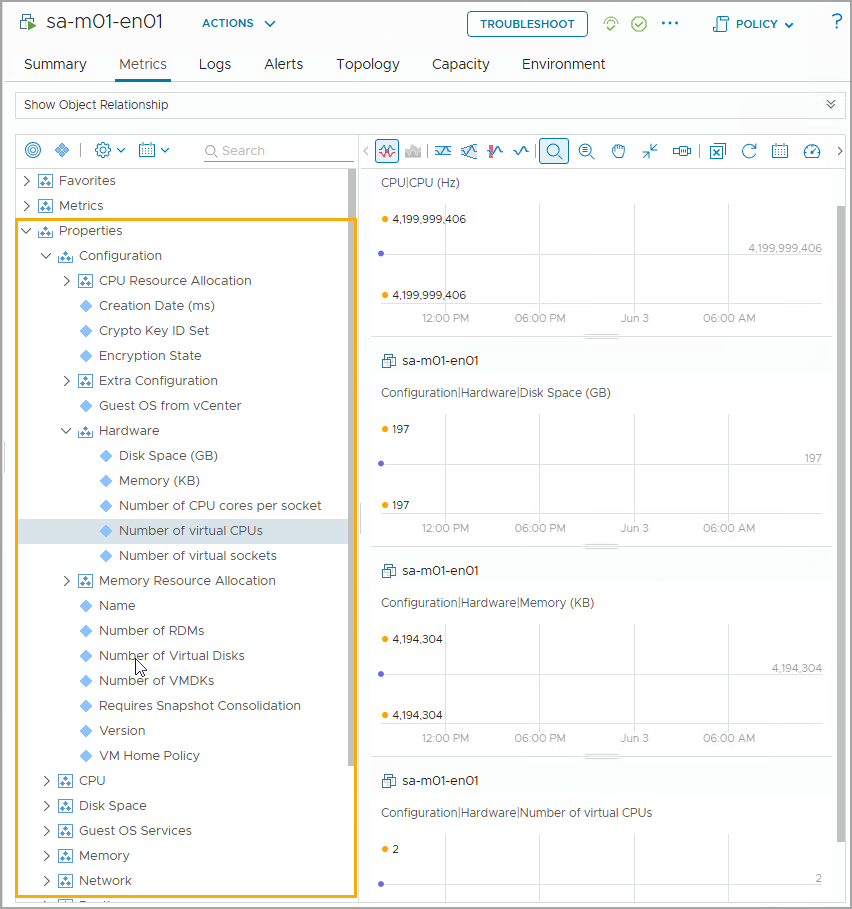 sa-m01-en01
ACTIONS
TROUBLESHOOT
POLICY
?
Summary
Metrics
Logs
Alerts
Topology
Capacity
Environment
Show Object Relationship
Search
Favorites
Metrics
Properties
Configuration
CPU Resource Allocation
Creation Date (ms)
Crypto Key ID Set
Encryption State
Extra Configuration
Guest OS from vCenter
Hardware
Disk Space (GB)
Memory (KB)
Number of CPU cores per socket
Number of virtual CPUs
Number of virtual sockets
Memory Resource Allocation
Name
Number of RDMs
Number of Virtual Disks
Number of VMDKs
Requires Snapshot Consolidation
Version
VM Home Policy
CPU
Disk Space
Guest OS Services
Memory
Network
CPU|CPU (Hz)
4,199,999,406
4,199,999,406
4,199,999,406
12:00 PM 06:00 PM Jun 3 06:00 AM
sa-m01-en01
Configuration|Hardware|Disk Space (GB)
197
197
197
12:00 PM 06:00 PM Jun 3 06:00 AM
sa-m01-en01
Configuration|Hardware|Memory (KB)
4,194,304
4,194,304
4,194,304
12:00 PM 06:00 PM Jun 3 06:00 AM
sa-m01-en01
Configuration|Hardware|Number of virtual CPUs
2
2